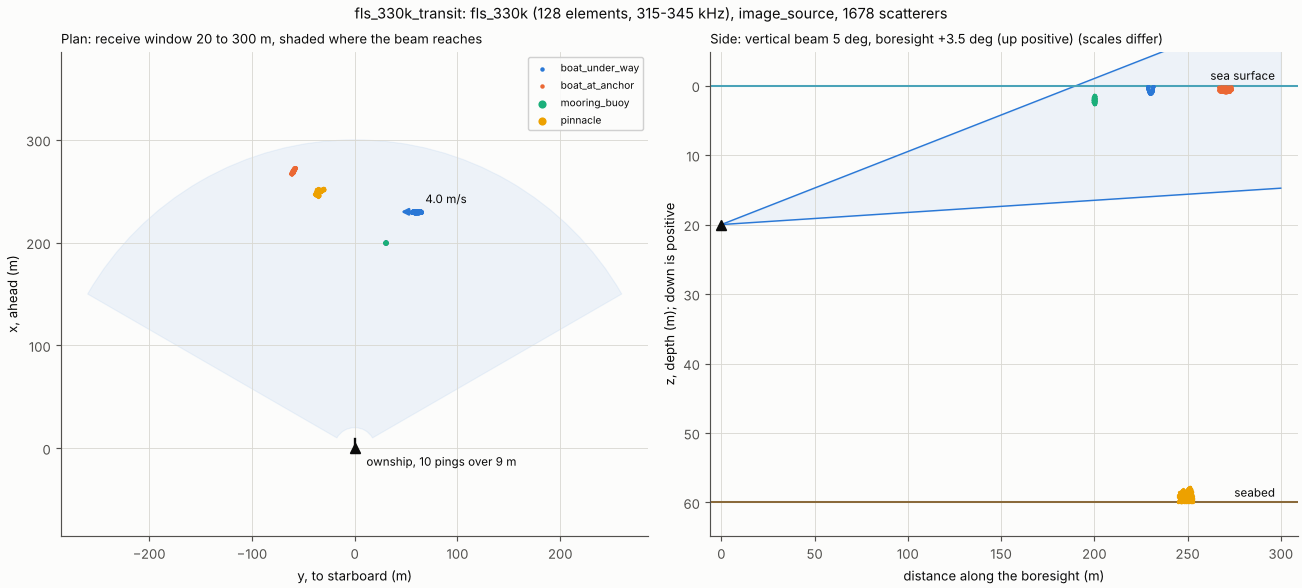 fls_330k_transit: fls_330k (128 elements, 315-345 kHz), image_source, 1678 scatterers
Plan: receive window 20 to 300 m, shaded where the beam reaches
boat_under_way
boat_at_anchor
mooring_buoy
pinnacle
4.0 m/s
ownship, 10 pings over 9 m
300
200
100
0
−200
−100
0
100
200
x, ahead (m)
y, to starboard (m)
Side: vertical beam 5 deg, boresight +3.5 deg (up positive) (scales differ)
sea surface
seabed
0
10
20
30
40
50
60
0
50
100
150
200
250
300
z, depth (m); down is positive
distance along the boresight (m)